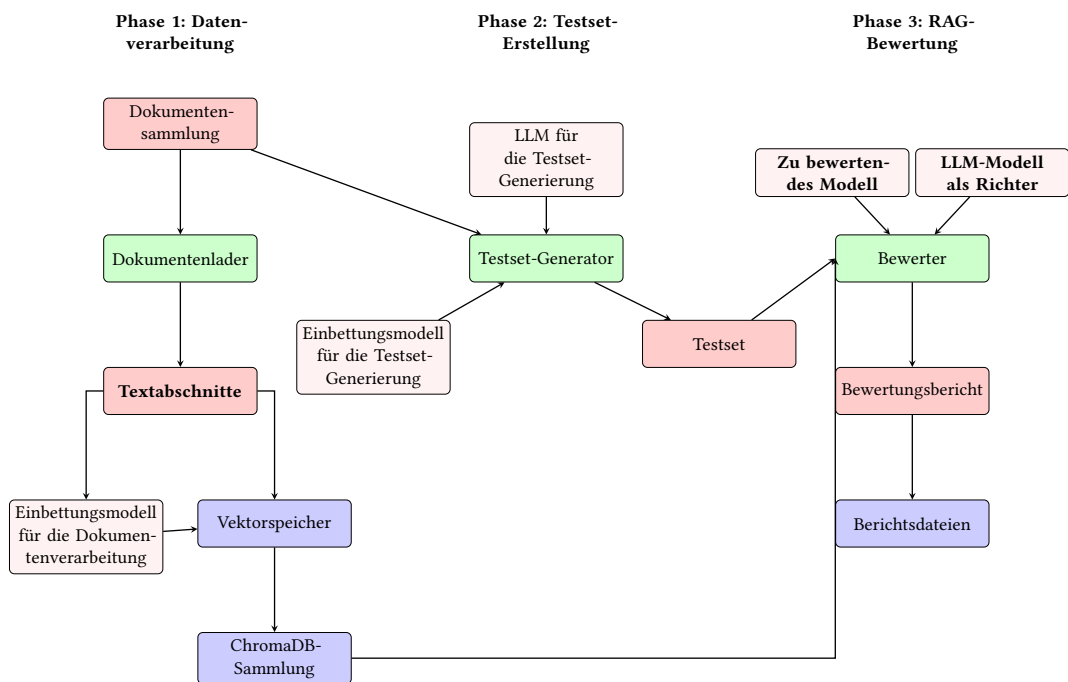 Phase 1: Daten-
verarbeitung
Phase 2: Testset-
Erstellung
Phase 3: RAG-
Bewertung
Dokumenten-
sammlung
LLM für
die Testset-
Generierung
Zu bewerten-
des Modell
LLM-Modell
als Richter
Dokumentenlader
Testset-Generator
Bewerter
Einbettungsmodell
für die Testset-
Generierung
Testset
Textabschnitte
Bewertungsbericht
Einbettungsmodell
für die Dokumen-
tenverarbeitung
Vektorspeicher
Berichtsdateien
ChromaDB-
Sammlung